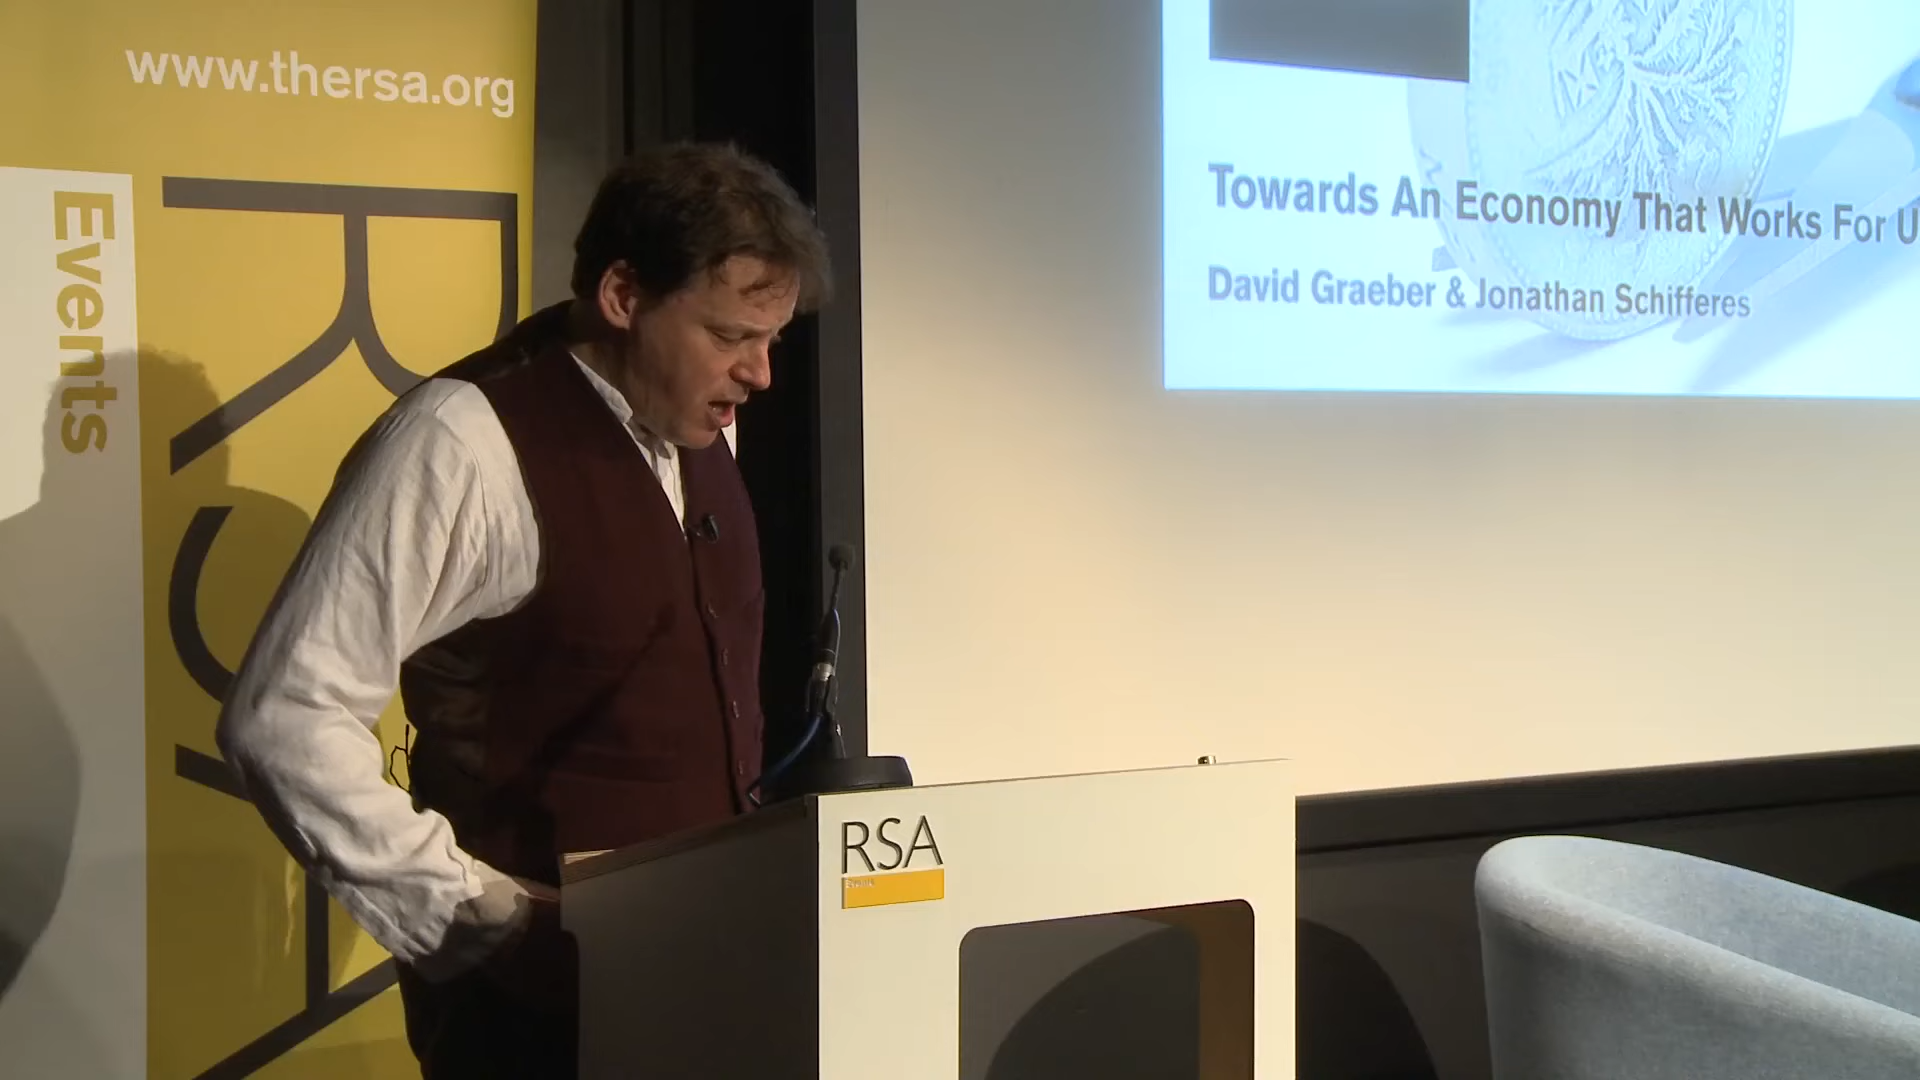 www.thersa.org
Events
RSA
Towards An Economy That Works For U
David Graeber & Jonathan Schifferes
RSA